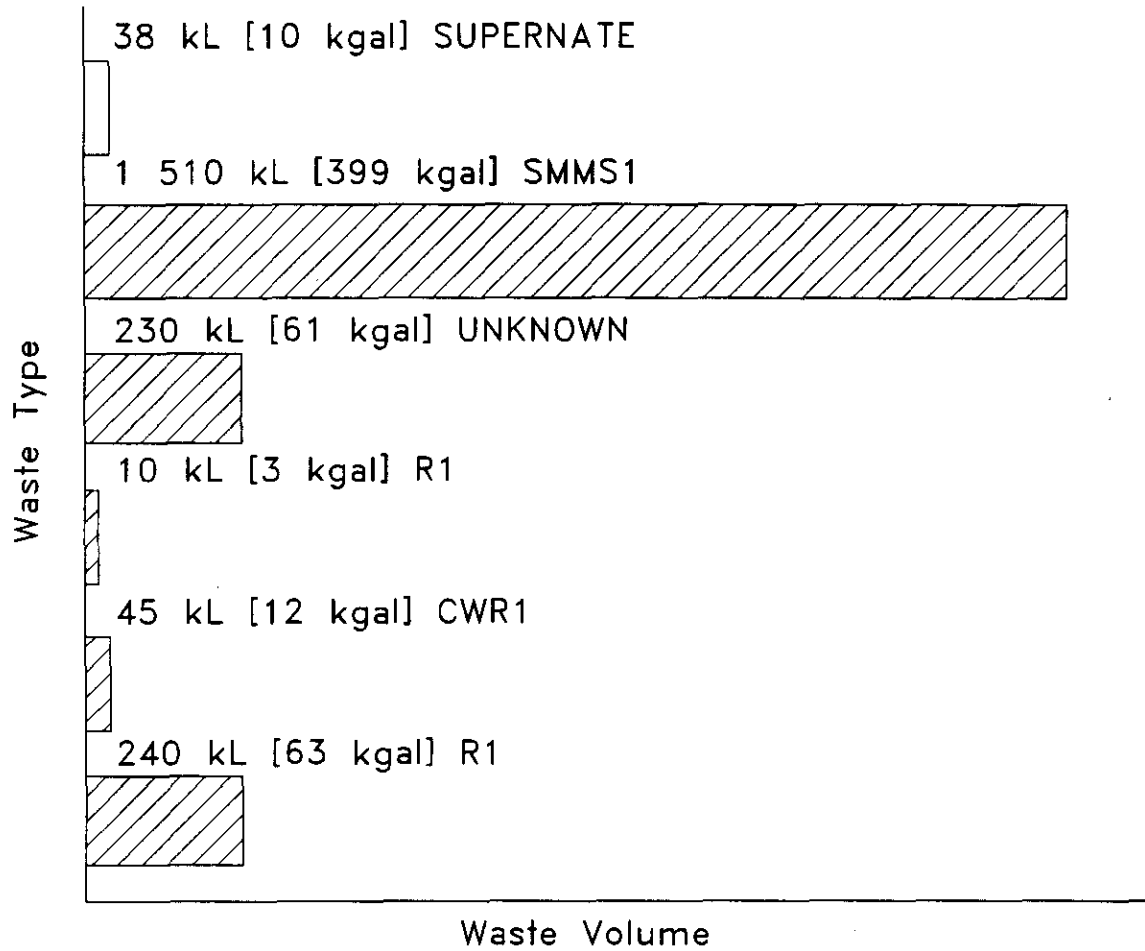 38 kL [10 kgal] SUPERNATE
1 510 kL [399 kgal] SMMS1
230 kL [61 kgal] UNKNOWN
10 kL [3 kgal] R1
45 kL [12 kgal] CWR1
240 kL [63 kgal] R1
Waste Type
Waste Volume